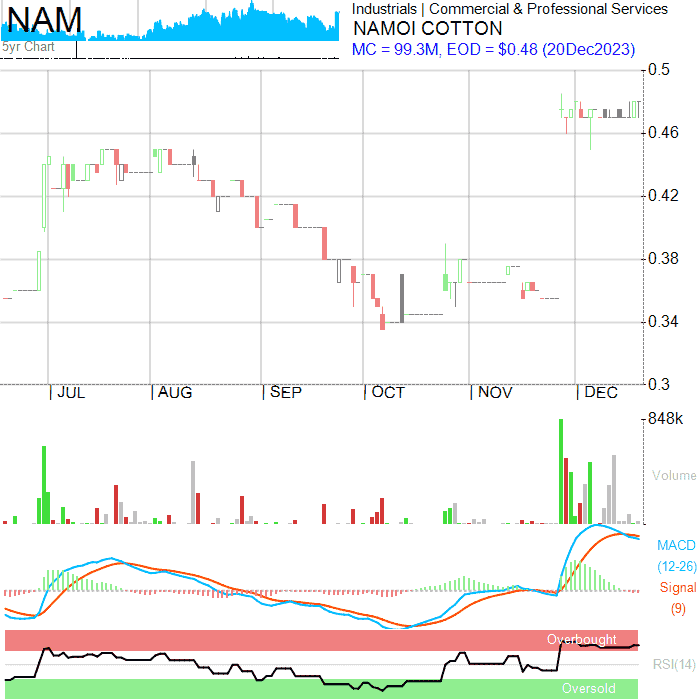 NAM
5yr Chart
Industrials | Commercial & Professional Services
NAMOI COTTON
MC = 99.3M, EOD = $0.48 (20Dec2023)
0.5
0.46
0.42
0.38
0.34
0.3
JUL
AUG
SEP
OCT
NOV
DEC
848k
Volume
MACD
(12-26)
Signal
(9)
Overbought
RSI(14)
Oversold